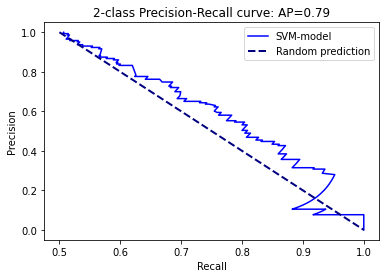 2-class Precision-Recall curve: AP=0.79
SVM-model
Random prediction
1.0
0.8
0.6
0.4
0.2
0.0
Precision
0.5
0.6
0.7
0.8
0.9
1.0
Recall